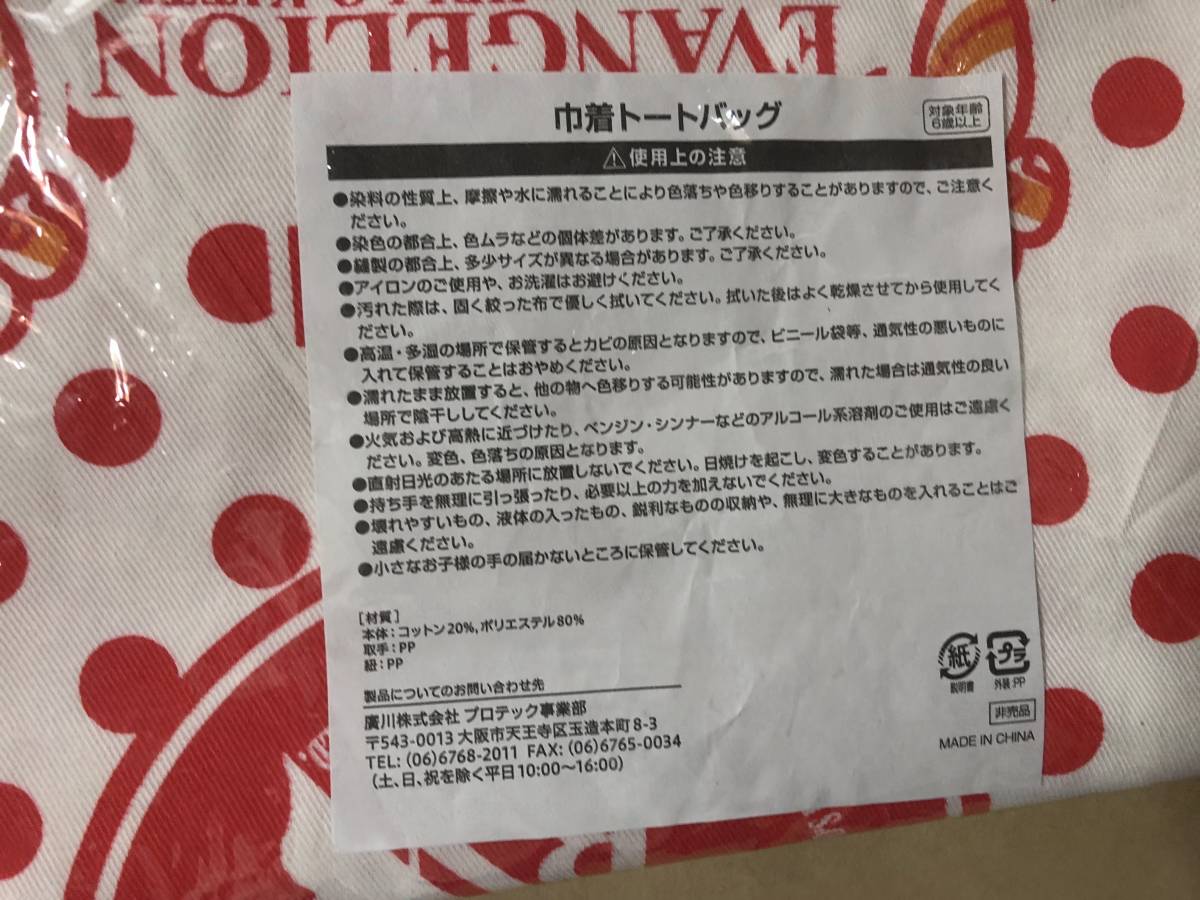 EVANGELION
巾着トートバッグ
対象年齢
6歳以上
⚠使用上の注意
●染料の性質上、摩擦や水に濡れることにより色落ちや色移りすることがありますので、ご注意く
ださい。
●染色の都合上、色ムラなどの個体差があります。ご了承ください。
●縫製の都合上、多少サイズが異なる場合があります。ご了承ください。
●アイロンのご使用や、お洗濯はお避けください。
●汚れた際は、固く絞った布で優しく拭いてください。拭いた後はよく乾燥させてから使用してく
ださい。
●高温・多湿の場所で保管するとカビの原因となりますので、ビニール袋等、通気性の悪いものに
入れて保管することはおやめください。
●濡れたまま放置すると、他の物へ色移りする可能性がありますので、濡れた場合は通気性の良い
場所で陰干ししてください。
●火気および高熱に近づけたり、ベンジン・シンナーなどのアルコール系溶剤のご使用はご遠慮く
ださい。変色、色落ちの原因となります。
●直射日光のあたる場所に放置しないでください。日焼けを起こし、変色することがあります。
●持ち手を無理に引っ張ったり、必要以上の力を加えないでください。
●壊れやすいもの、液体の入ったもの、鋭利なものの収納や、無理に大きなものを入れることはご
遠慮ください。
●小さなお子様の手の届かないところに保管してください。
[材質]
本体:コットン20%,ポリエステル80%
取手:PP
紐:PP
製品についてのお問い合わせ先
廣川株式会社 プロテック事業部
〒543-0013 大阪市天王寺区玉造本町8-3
TEL:(06)6768-2011 FAX:(06)6765-0034
(土、日、祝を除く平日10:00〜16:00)
紙
説明書
プラ
外装:PP
非売品
MADE IN CHINA